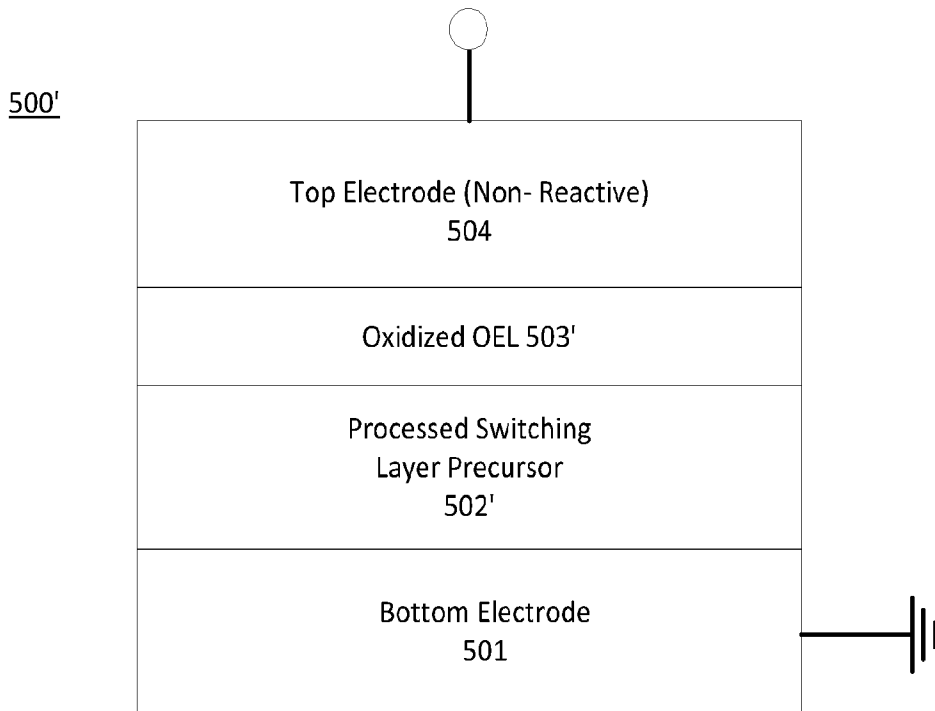 500'
Top Electrode (Non- Reactive)
504
Oxidized OEL 503'
Processed Switching
Layer Precursor
502'
Bottom Electrode
501